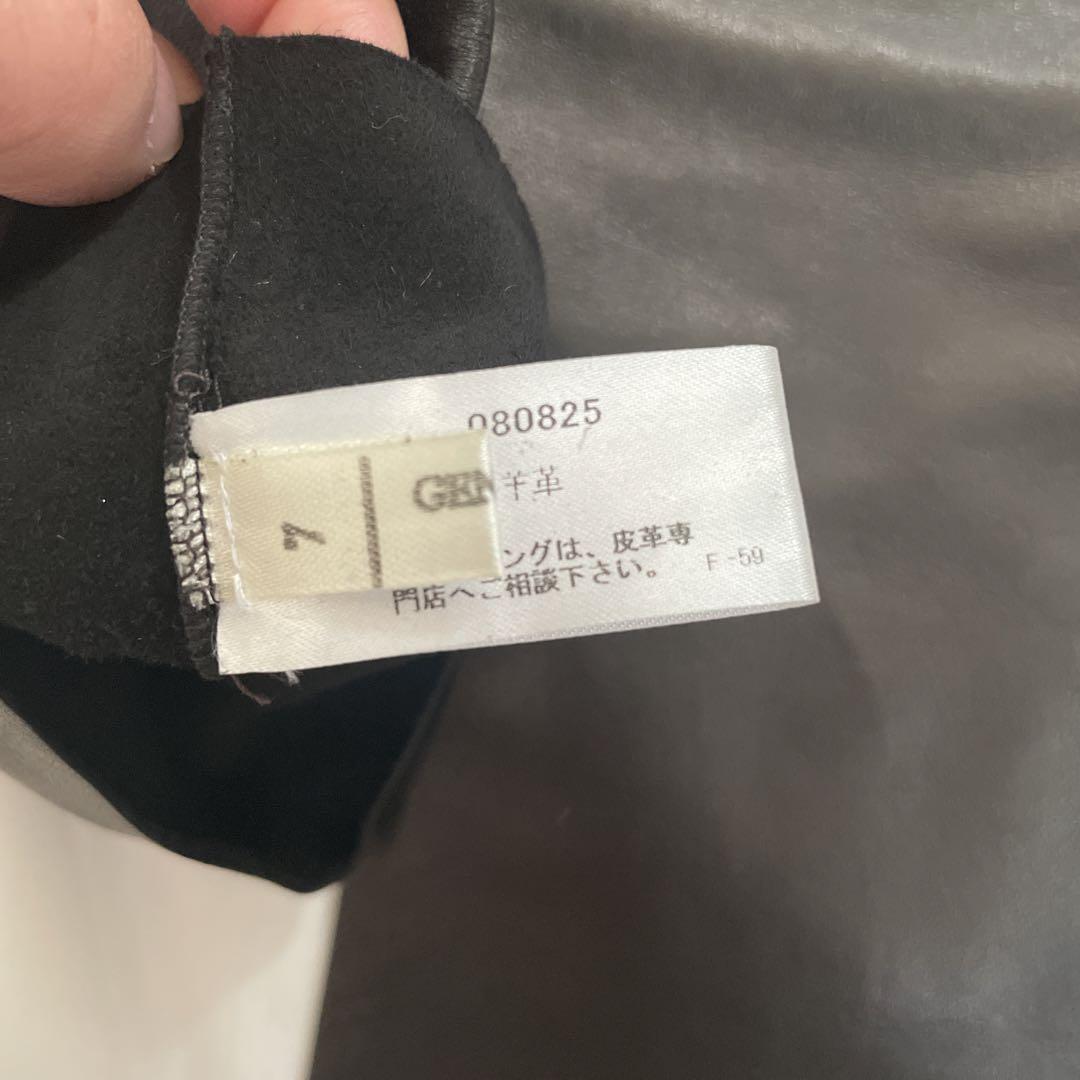 080825
羊革
ングは、皮革専
門店へご相談下さい。
F-59
7